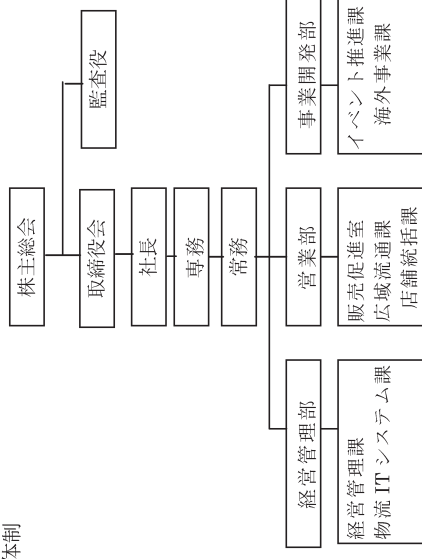 体制
株主総会
監査役
取締役会
社長
専務
常務
経営管理部
営業部
事業開発部
経営管理課
物流ITシステム課
販売促進室
広域流通課
店舗統括課
イベント推進課
海外事業課